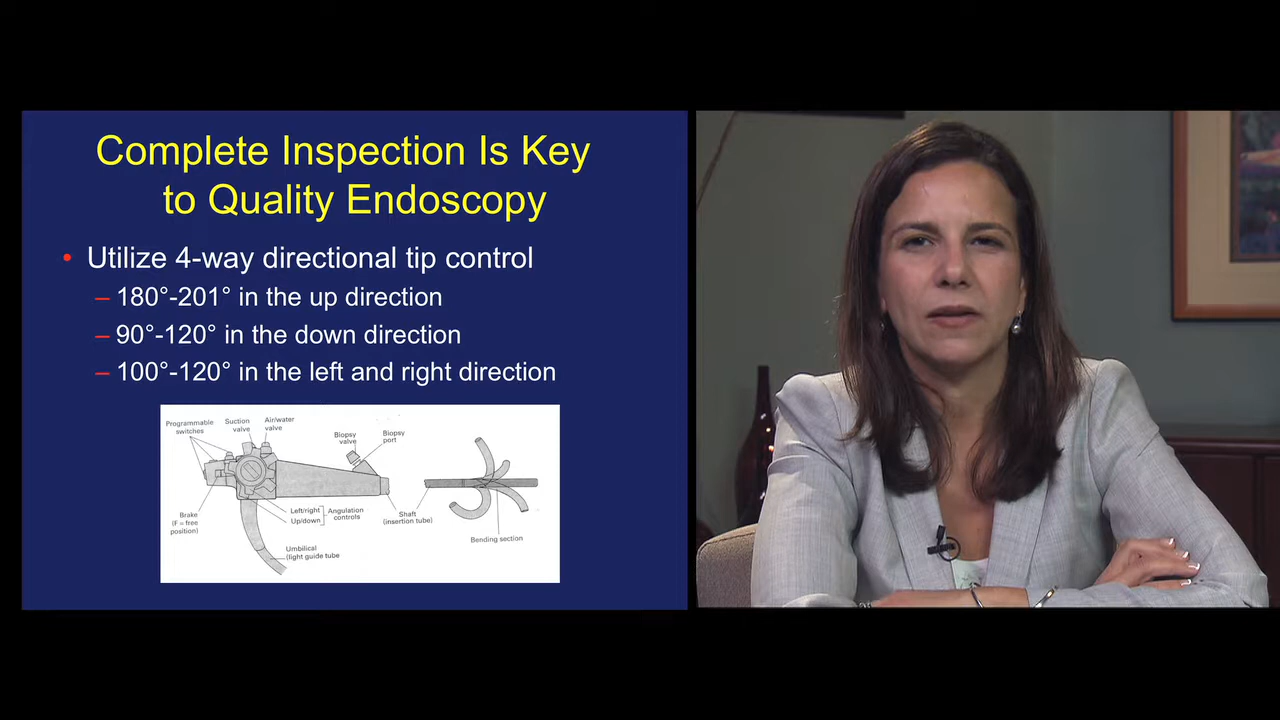 Complete Inspection Is Key
to Quality Endoscopy
• Utilize 4-way directional tip control
– 180°-201° in the up direction
– 90°-120° in the down direction
– 100°-120° in the left and right direction
Programmable
switches
Suction
valve
Air/water
valve
Biopsy
valve
Biopsy
port
Brake
(F = free
position)
Left/right
Up/down
Angulation
controls
Umbilical
(light guide tube
Shaft
(insertion tube)
Bending section